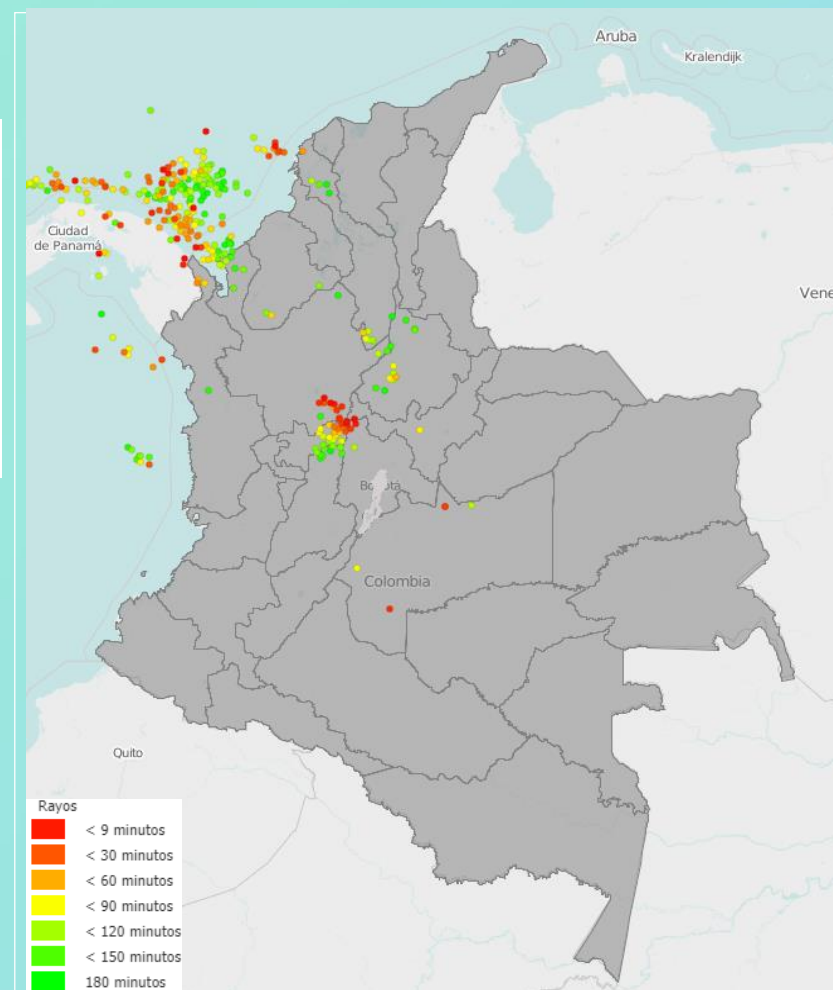 Aruba
Kralendijk
Ciudad
de Panamá
Vene
Bogotá
Colombia
Quito
Rayos
< 9 minutos
< 30 minutos
< 60 minutos
< 90 minutos
< 120 minutos
< 150 minutos
180 minutos